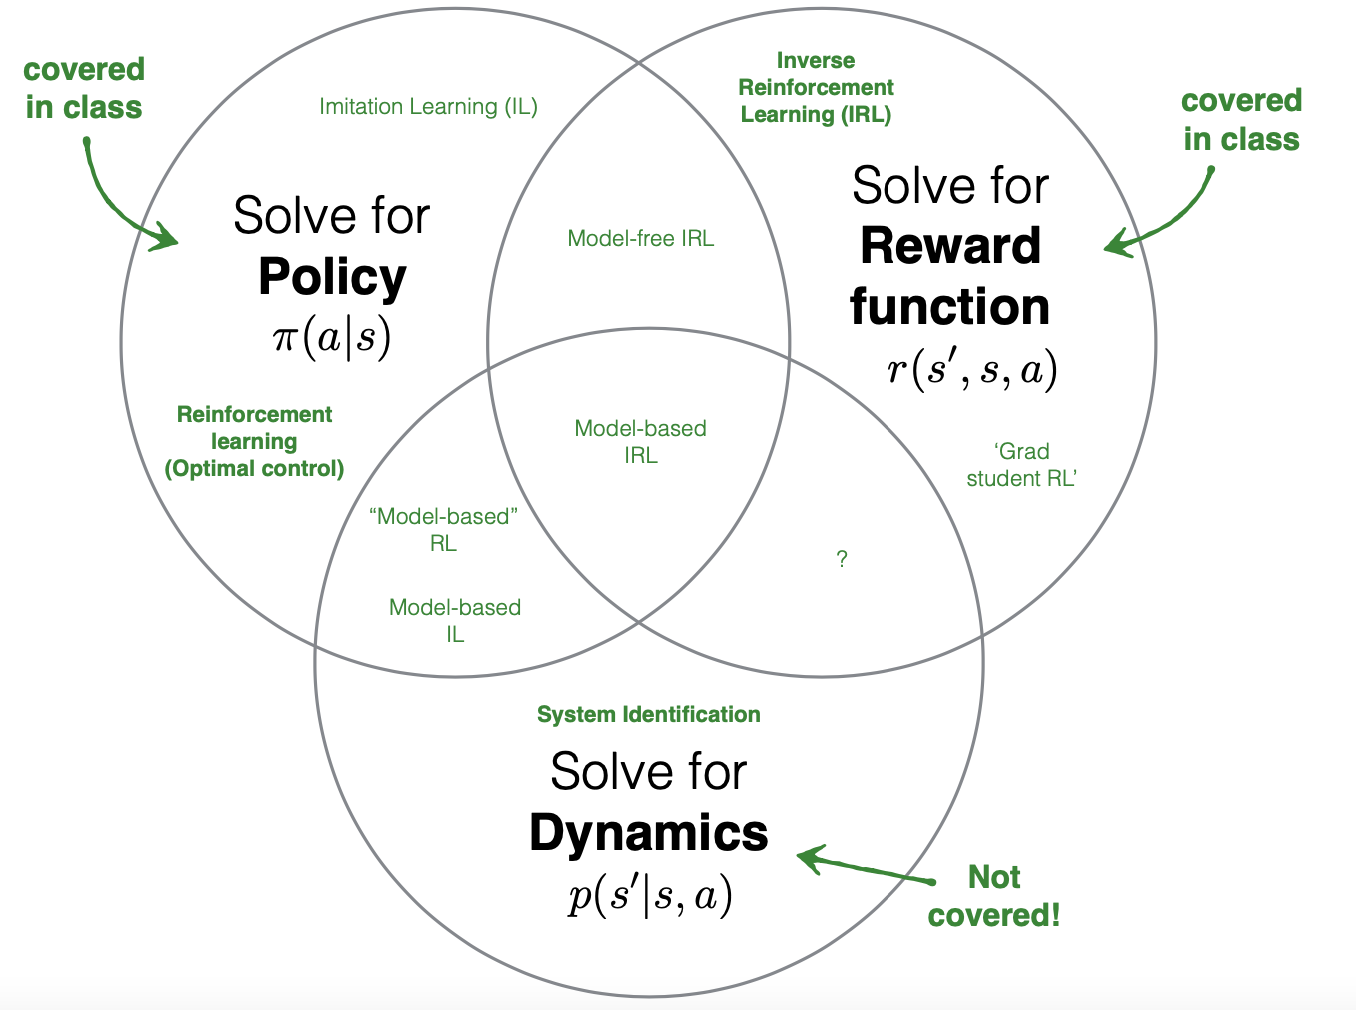 covered
in class
Imitation Learning (IL)
Solve for
Policy
π(a|s)
Reinforcement
learning
(Optimal control)
Inverse
Reinforcement
Learning (IRL)
covered
in class
Solve for
Reward
function
r(s′, s, a)
‘Grad
student RL’
Model-free IRL
Model-based
IRL
“Model-based”
RL
Model-based
IL
?
System Identification
Solve for
Dynamics
p(s′|s, a)
Not
covered!